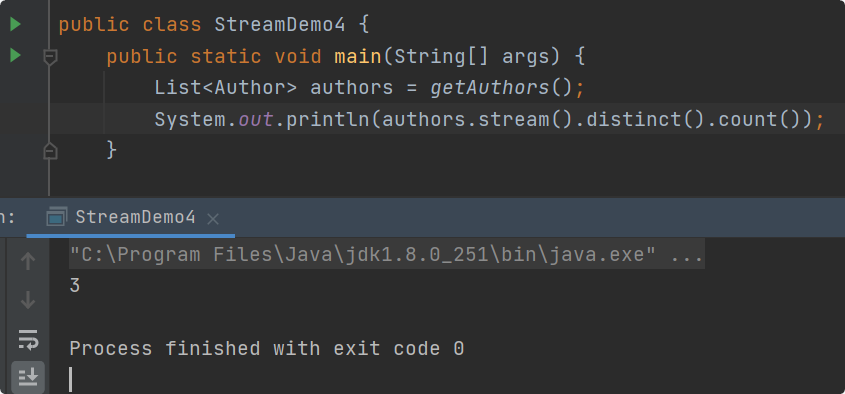 public class StreamDemo4 {
public static void main(String[] args) {
List<Author> authors = getAuthors();
System.out.println(authors.stream().distinct().count());
}
n: StreamDemo4 ×
"C:\Program Files\Java\jdk1.8.0_251\bin\java.exe" ...
3
Process finished with exit code 0